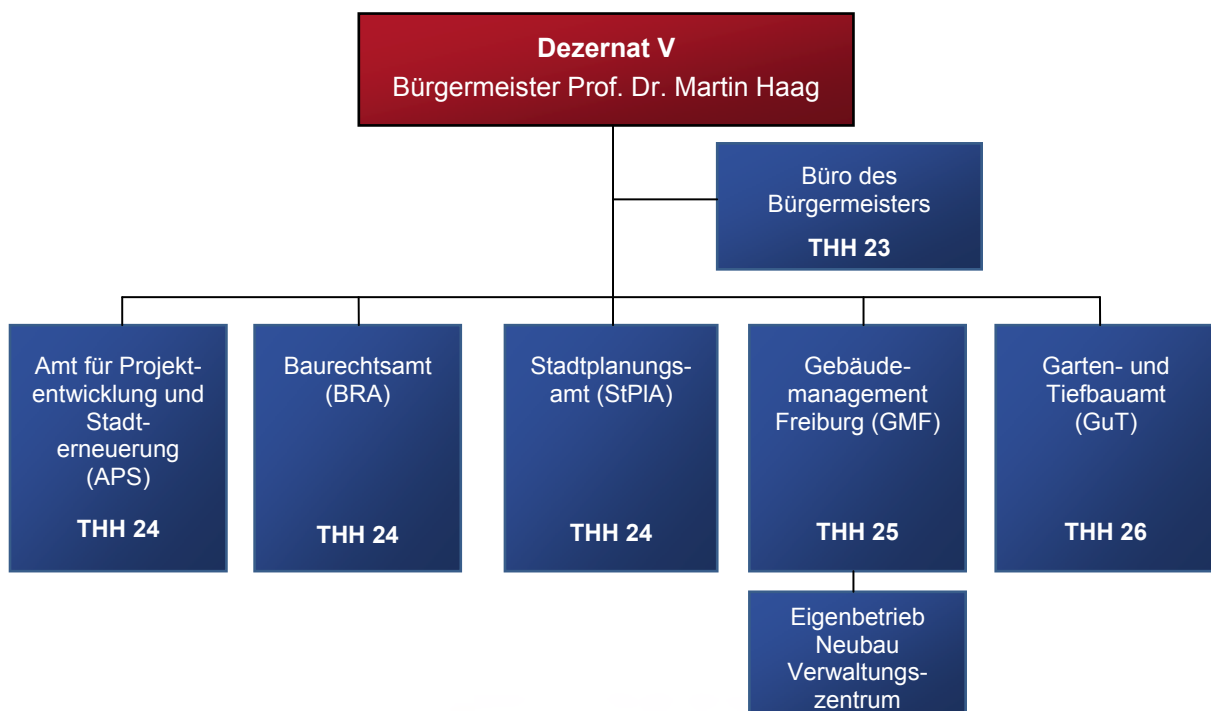 Dezernat V
Bürgermeister Prof. Dr. Martin Haag
Büro des
Bürgermeisters
THH 23
Amt für Projekt-
entwicklung und
Stadt-
erneuerung
(APS)
THH 24
Baurechtsamt
(BRA)
THH 24
Stadtplanungs-
amt (StPlA)
THH 24
Gebäude-
management
Freiburg (GMF)
THH 25
Garten- und
Tiefbauamt
(GuT)
THH 26
Eigenbetrieb
Neubau
Verwaltungs-
zentrum